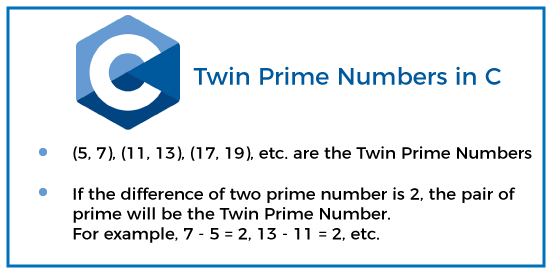 C
Twin Prime Numbers in C
(5, 7), (11, 13), (17, 19), etc. are the Twin Prime Numbers
If the difference of two prime number is 2, the pair of
prime will be the Twin Prime Number.
For example, 7 - 5 = 2, 13 - 11 = 2, etc.